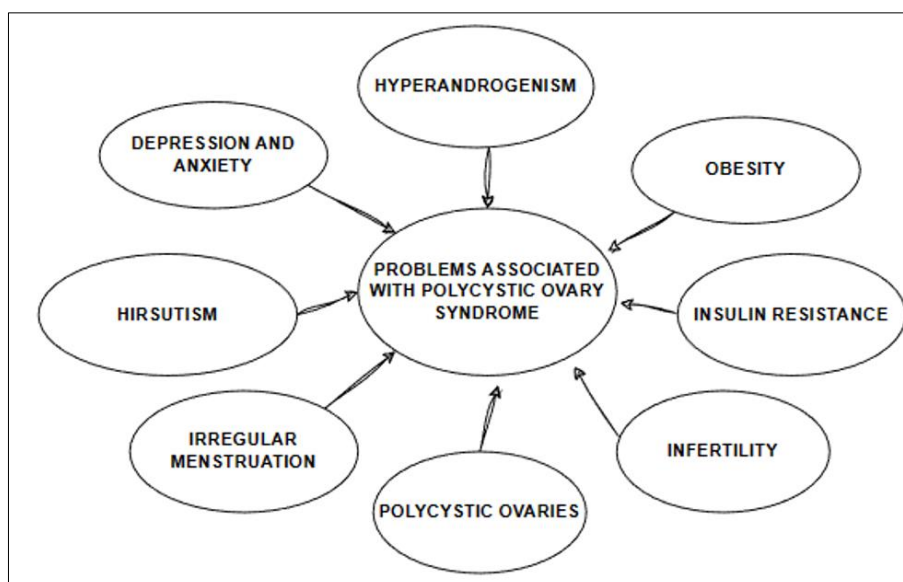 HYPERANDROGENISM
DEPRESSION AND
ANXIETY
OBESITY
PROBLEMS ASSOCIATED
WITH POLYCYSTIC OVARY
SYNDROME
HIRSUTISM
INSULIN RESISTANCE
IRREGULAR
MENSTRUATION
INFERTILITY
POLYCYSTIC OVARIES